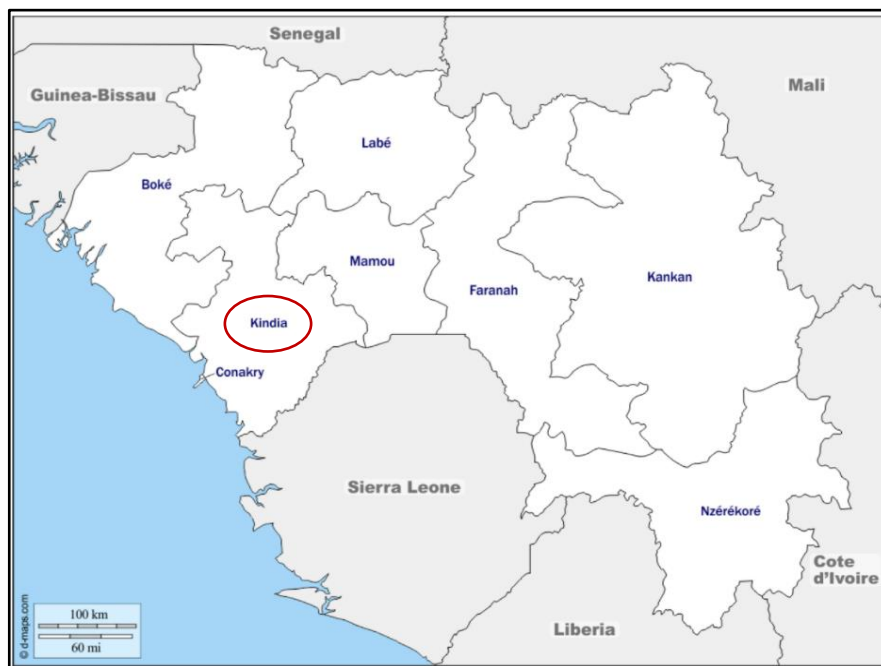 Senegal
Mali
Guinea-Bissau
Labé
Boké
Mamou
Kankan
Faranah
Kindia
Conakry
Sierra Leone
Nzérékoré
Cote
d'Ivoire
Liberia
100 km
60 mi
© d-maps.com